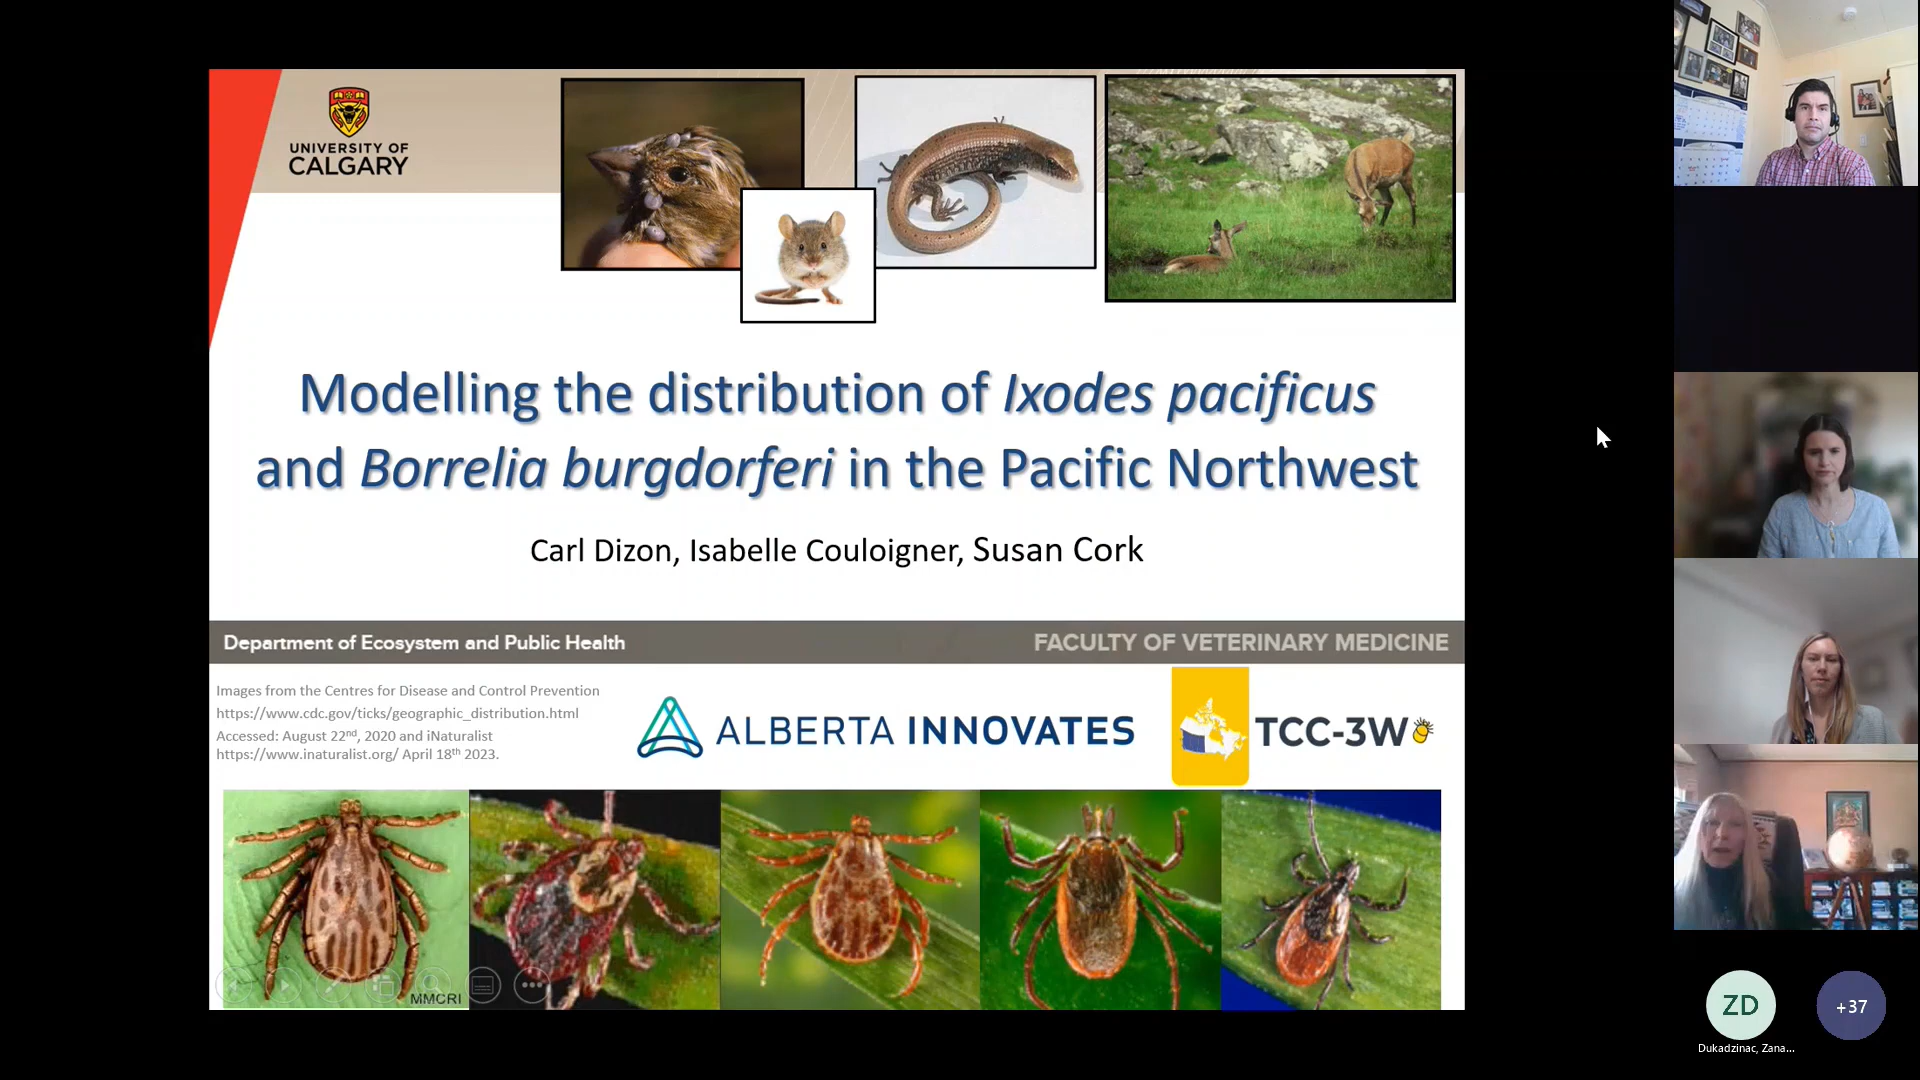 UNIVERSITY OF
CALGARY
Modelling the distribution of Ixodes pacificus
and Borrelia burgdorferi in the Pacific Northwest
Carl Dizon, Isabelle Couloigner, Susan Cork
Department of Ecosystem and Public Health
FACULTY OF VETERINARY MEDICINE
Images from the Centres for Disease and Control Prevention
https://www.cdc.gov/ticks/geographic_distribution.html
Accessed: August 22nd, 2020 and iNaturalist
https://www.inaturalist.org/ April 18th 2023.
ALBERTA INNOVATES
TCC-3W
MMCRI
ZD
+37
Dukadzinac, Zana...